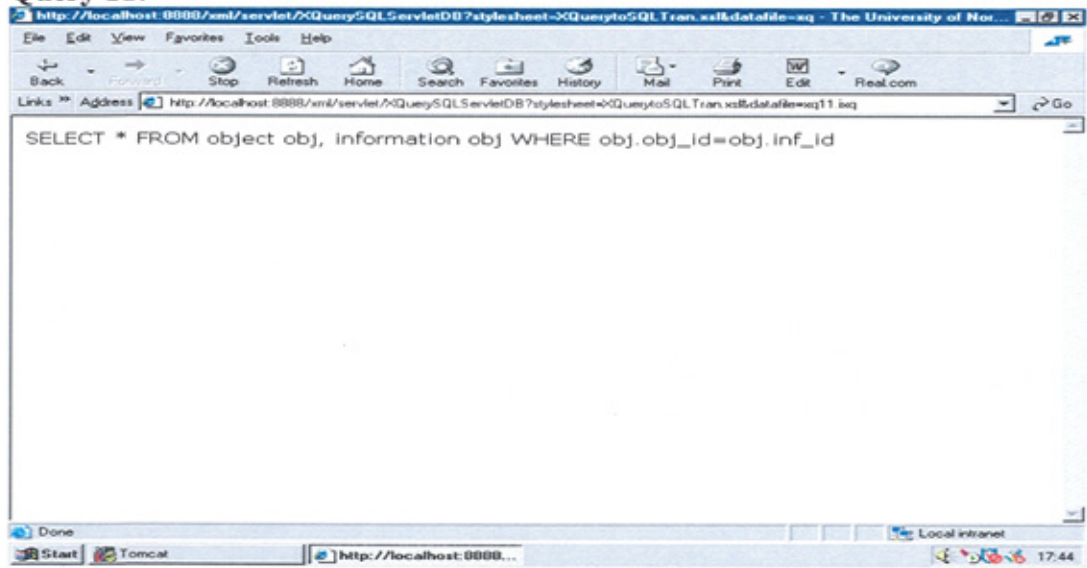 http://localhost:8888/xml/servlet/XQuerySQLServletDB?stylesheet=XQuerytoSQLTran.xsl&datafile=xq - The University of Nor...
File Edit View Favorites Tools Help
Back Forward Stop Refresh Home Search Favorites History Mail Print Edit Real.com
Links » Address http://localhost:8888/xml/servlet/XQuerySQLServletDB?stylesheet=XQuerytoSQLTran.xsl&datafile=xq11.ixq Go
SELECT * FROM object obj, information obj WHERE obj.obj_id=obj.inf_id
Done Local intranet
Start Tomcat http://localhost:8888... 17:44